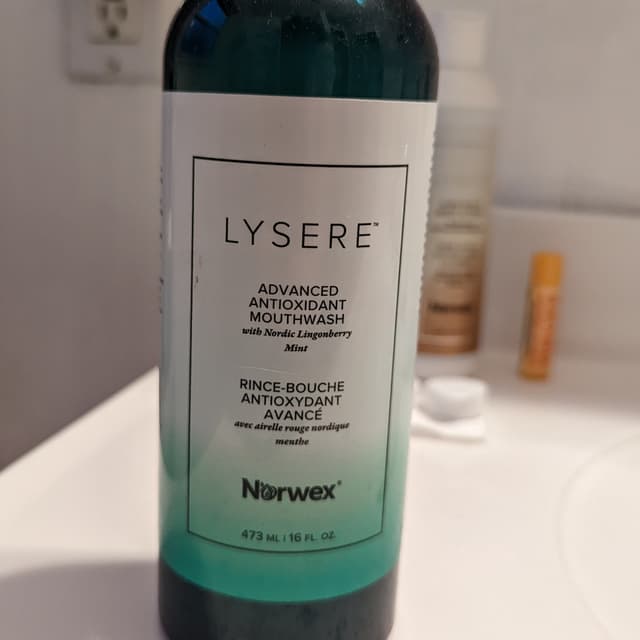 LYSERE™
ADVANCED
ANTIOXIDANT
MOUTHWASH
with Nordic Lingonberry
Mint
RINCE-BOUCHE
ANTIOXYDANT
AVANCÉ
avec airelle rouge nordique
menthe
Norwex®
473 ML | 16 FL. OZ.